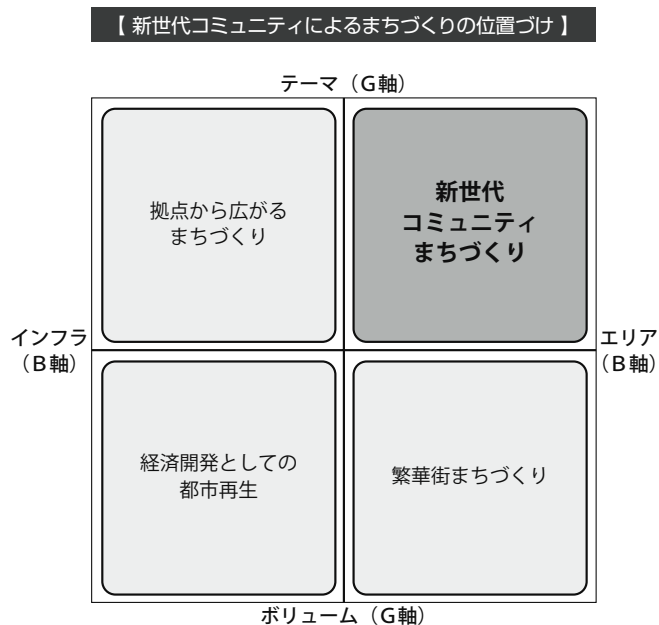 【 新世代コミュニティによるまちづくりの位置づけ 】
テーマ（G軸）
拠点から広がる
まちづくり
新世代
コミュニティ
まちづくり
インフラ
（B軸）
エリア
（B軸）
経済開発としての
都市再生
繁華街まちづくり
ボリューム（G軸）